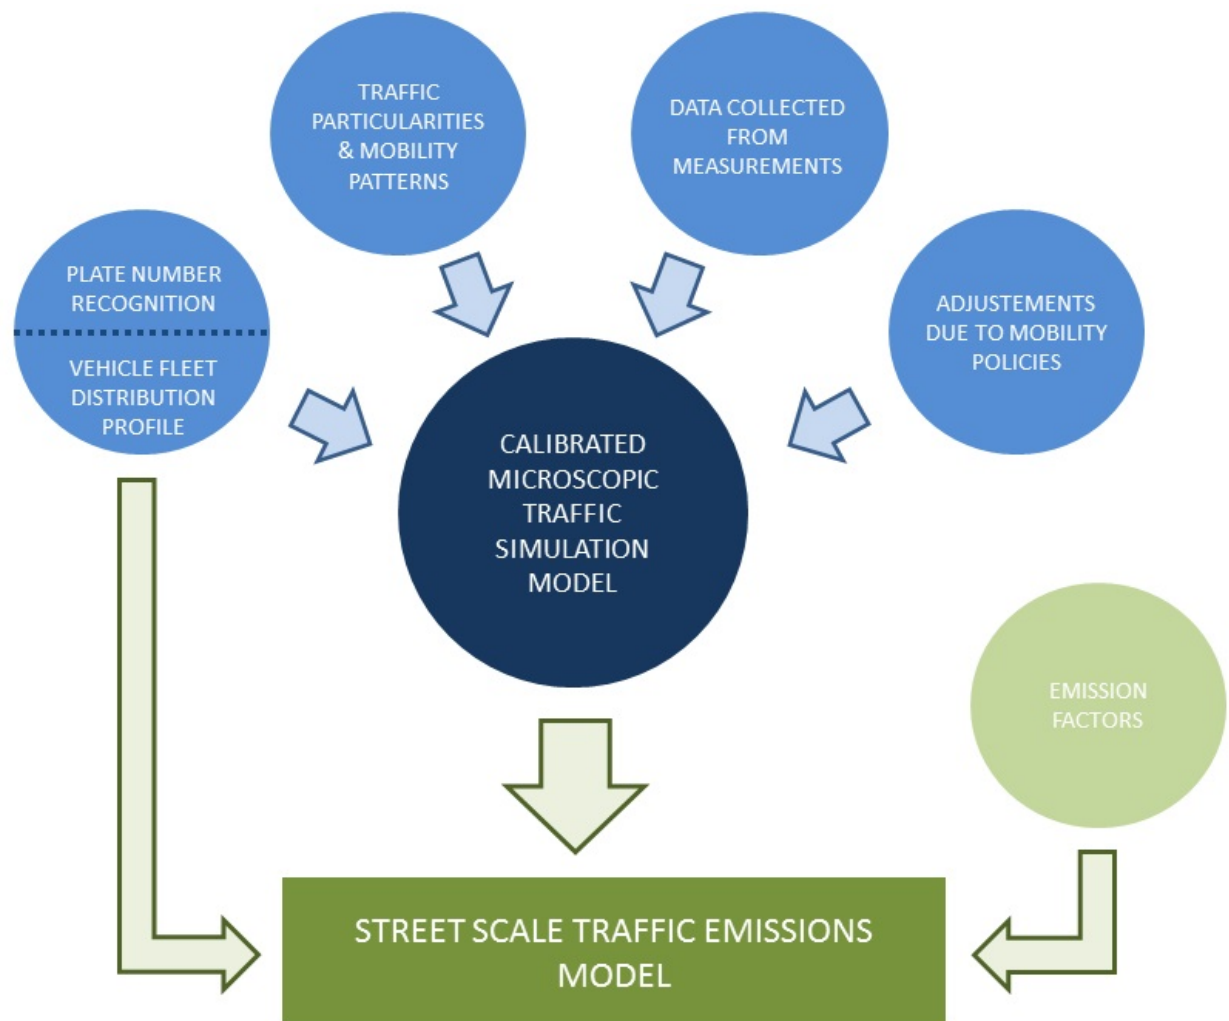 TRAFFIC
PARTICULARITIES
& MOBILITY
PATTERNS
DATA COLLECTED
FROM
MEASUREMENTS
PLATE NUMBER
RECOGNITION
VEHICLE FLEET
DISTRIBUTION
PROFILE
ADJUSTEMENTS
DUE TO MOBILITY
POLICIES
CALIBRATED
MICROSCOPIC
TRAFFIC
SIMULATION
MODEL
EMISSION
FACTORS
STREET SCALE TRAFFIC EMISSIONS
MODEL